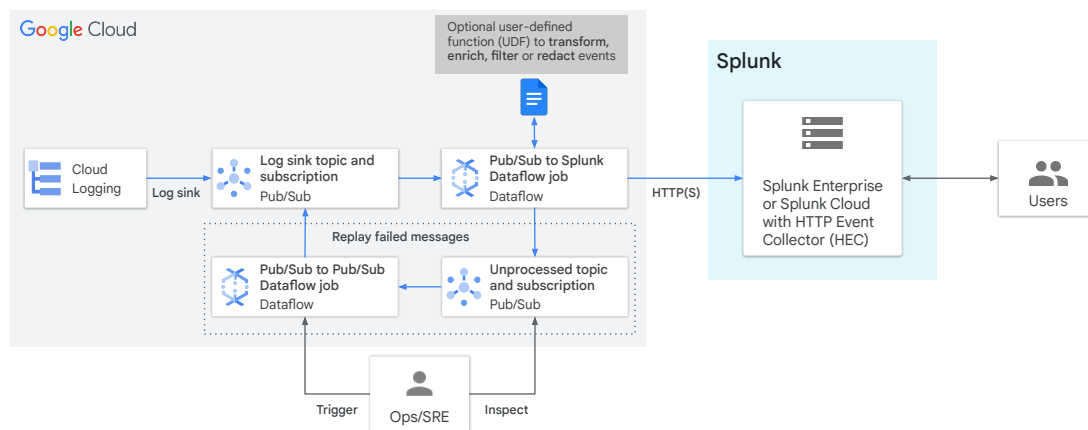 Google Cloud
Optional user-defined
function (UDF) to transform,
enrich, filter or redact events
Splunk
Cloud
Logging
Log sink
Log sink topic and
subscription
Pub/Sub
Pub/Sub to Splunk
Dataflow job
Dataflow
HTTP(S)
Splunk Enterprise
or Splunk Cloud
with HTTP Event
Collector (HEC)
Users
Replay failed messages
Pub/Sub to Pub/Sub
Dataflow job
Dataflow
Unprocessed topic
and subscription
Pub/Sub
Trigger
Ops/SRE
Inspect